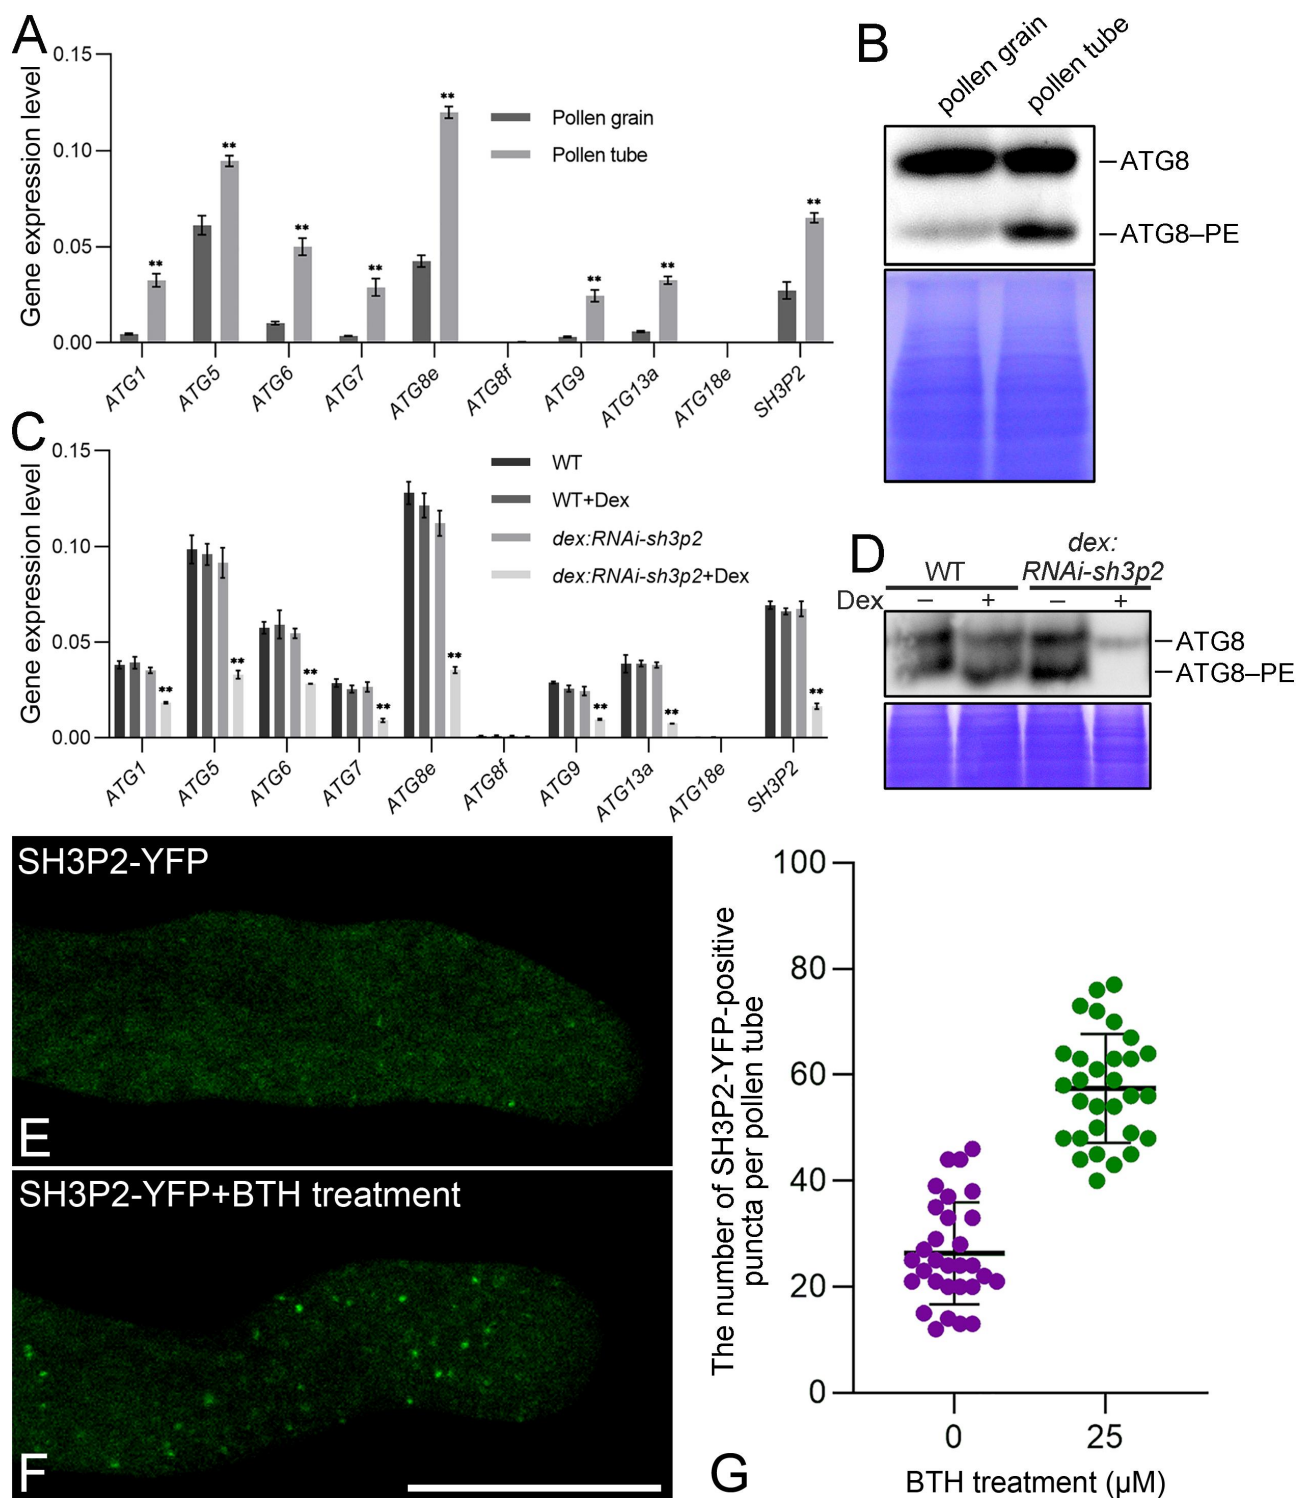 A
Gene expression level
0.15
0.10
0.05
0.00
Pollen grain
Pollen tube
**
**
**
**
**
**
**
**
ATG1
ATG5
ATG6
ATG7
ATG8e
ATG8f
ATG9
ATG13a
ATG18e
SH3P2
B
pollen grain
pollen tube
ATG8
ATG8–PE
C
Gene expression level
0.15
0.10
0.05
0.00
WT
WT+Dex
dex:RNAi-sh3p2
dex:RNAi-sh3p2+Dex
**
**
**
**
**
**
**
**
ATG1
ATG5
ATG6
ATG7
ATG8e
ATG8f
ATG9
ATG13a
ATG18e
SH3P2
D
WT
dex:
RNAi-sh3p2
Dex – + – +
ATG8
ATG8–PE
SH3P2-YFP
E
SH3P2-YFP+BTH treatment
F
The number of SH3P2-YFP-positive
puncta per pollen tube
100
80
60
40
20
0
0 25
BTH treatment (μM)
G